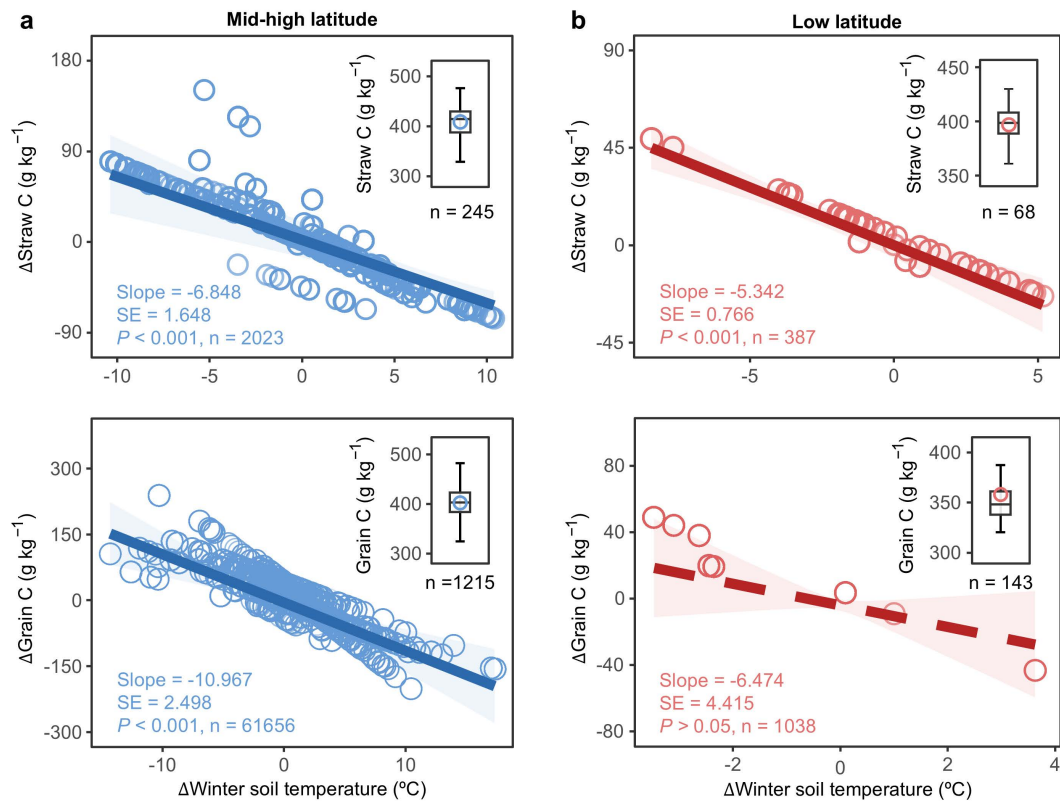 a
Mid-high latitude
ΔStraw C (g kg⁻¹)
180
90
0
-90
-10
-5
0
5
10
Slope = -6.848
SE = 1.648
P < 0.001, n = 2023
Straw C (g kg⁻¹)
500
400
300
n = 245
b
Low latitude
ΔStraw C (g kg⁻¹)
90
45
0
-45
-5
0
5
Slope = -5.342
SE = 0.766
P < 0.001, n = 387
Straw C (g kg⁻¹)
450
400
350
n = 68
ΔGrain C (g kg⁻¹)
300
150
0
-150
-300
-10
0
10
ΔWinter soil temperature (ºC)
Slope = -10.967
SE = 2.498
P < 0.001, n = 61656
Grain C (g kg⁻¹)
500
400
300
n =1215
ΔGrain C (g kg⁻¹)
80
40
0
-40
-80
-2
0
2
4
ΔWinter soil temperature (ºC)
Slope = -6.474
SE = 4.415
P > 0.05, n = 1038
Grain C (g kg⁻¹)
400
350
300
n = 143